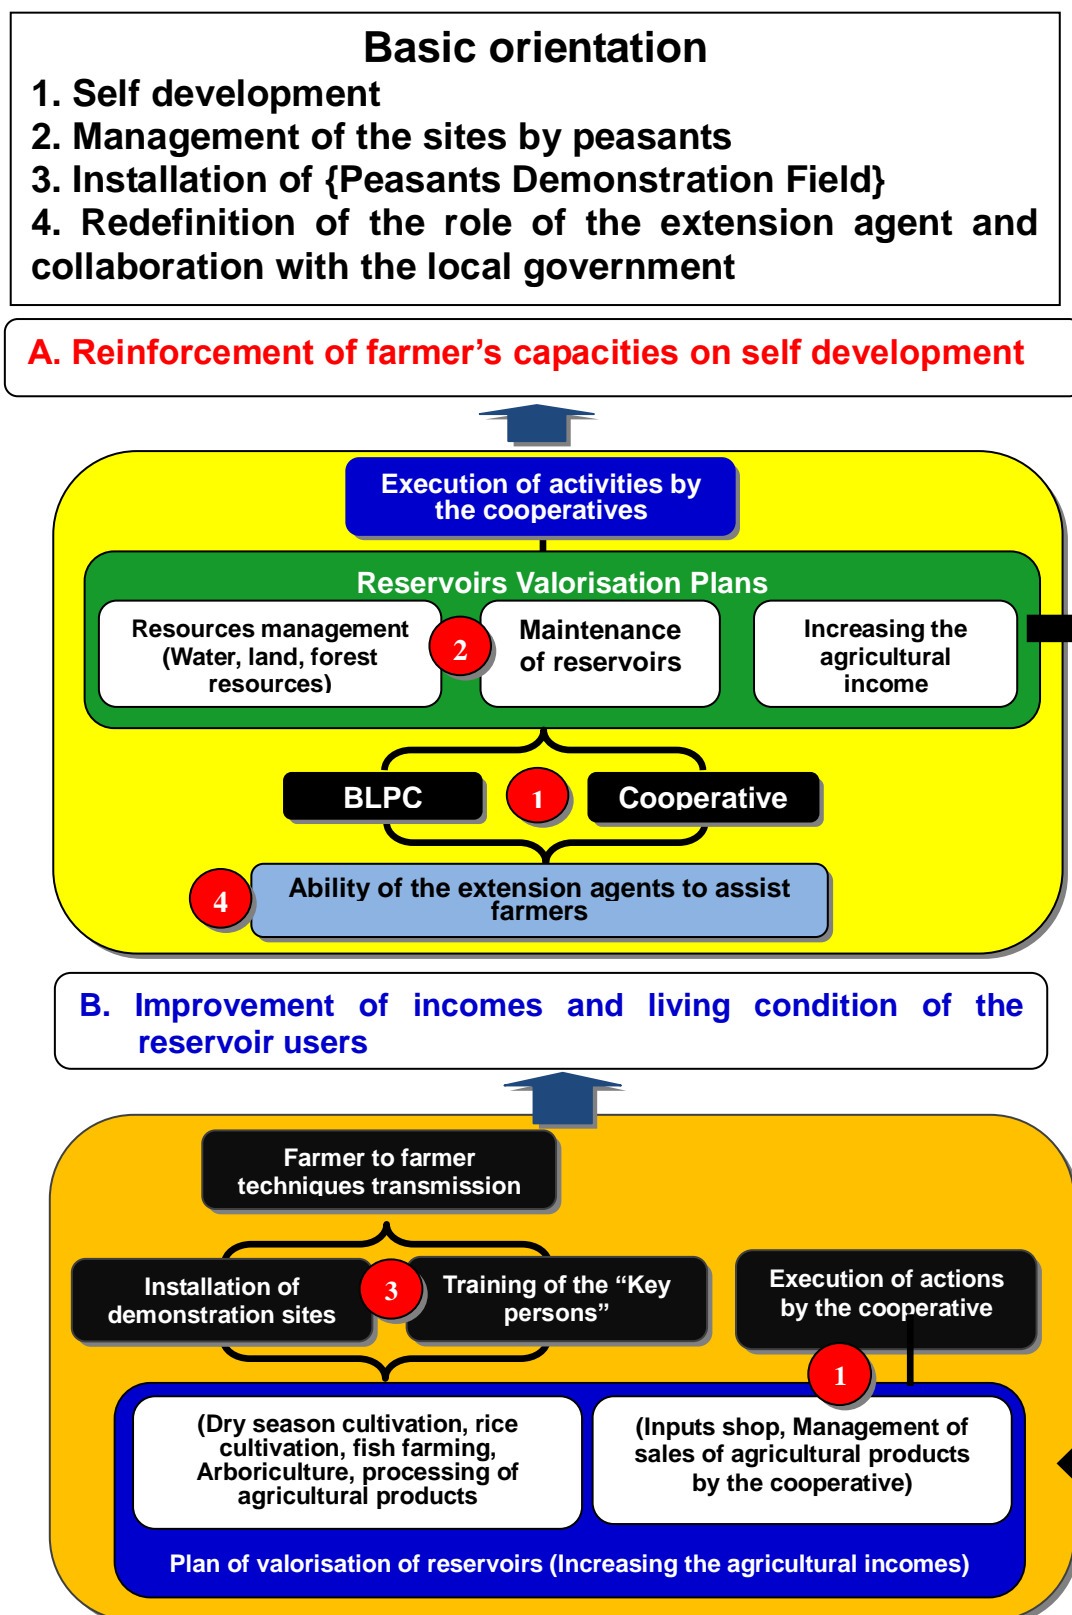 Basic orientation
1. Self development
2. Management of the sites by peasants
3. Installation of {Peasants Demonstration Field}
4. Redefinition of the role of the extension agent and
collaboration with the local government
A. Reinforcement of farmer's capacities on self development
Execution of activities by
the cooperatives
Reservoirs Valorisation Plans
Resources management
(Water, land, forest
resources)
2
Maintenance
of reservoirs
Increasing the
agricultural
income
BLPC
1
Cooperative
4
Ability of the extension agents to assist
farmers
B. Improvement of incomes and living condition of the
reservoir users
Farmer to farmer
techniques transmission
Installation of
demonstration sites
3
Training of the “Key
persons”
Execution of actions
by the cooperative
1
(Dry season cultivation, rice
cultivation, fish farming,
Arboriculture, processing of
agricultural products
(Inputs shop, Management of
sales of agricultural products
by the cooperative)
Plan of valorisation of reservoirs (Increasing the agricultural incomes)